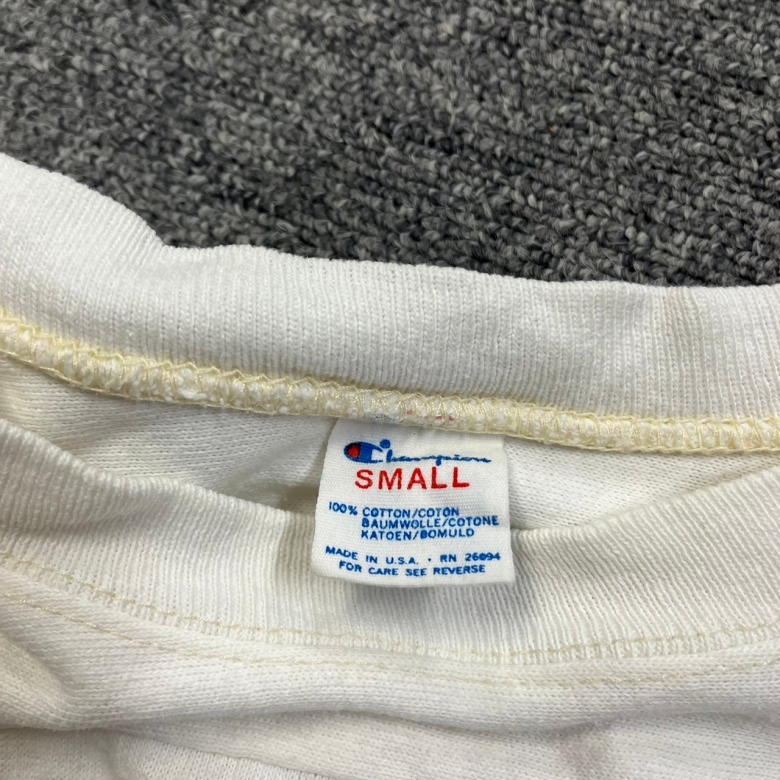 Champion
SMALL
100% COTTON/COTON
BAUMWOLLE/COTONE
KATOEN/BOMULD
MADE IN U.S.A. • RN 26094
FOR CARE SEE REVERSE